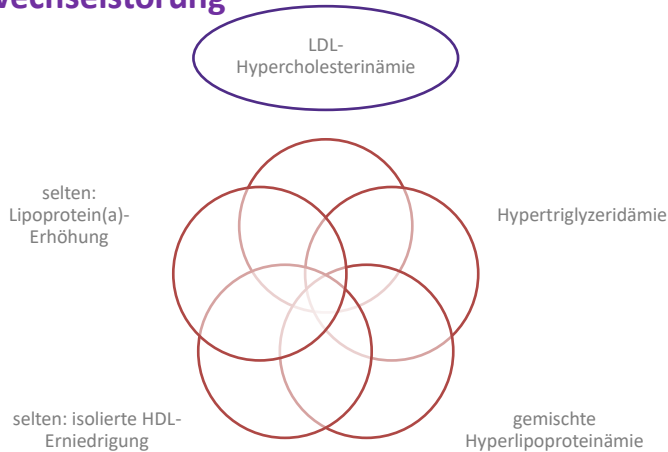 wechselstörung
LDL-
Hypercholesterinämie
selten:
Lipoprotein(a)-
Erhöhung
Hypertriglyzeridämie
selten: isolierte HDL-
Erniedrigung
gemischte
Hyperlipoproteinämie